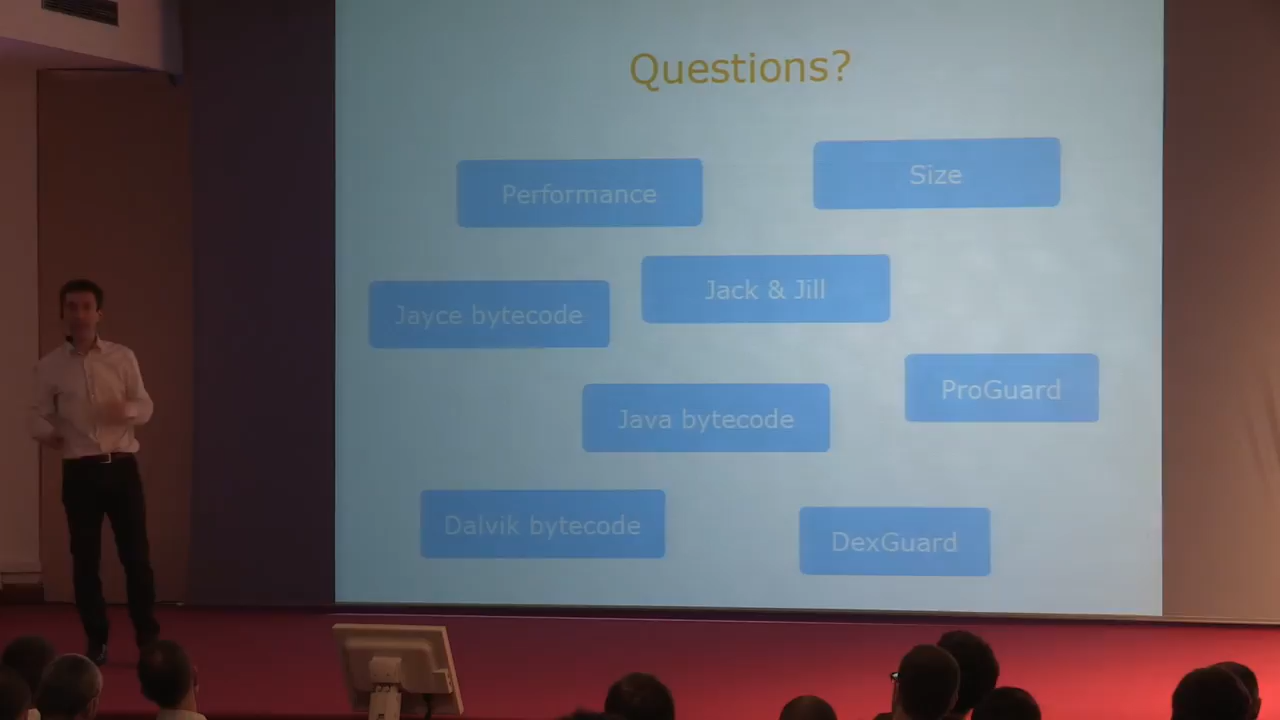 Questions?
Performance
Size
Jack & Jill
Jayce bytecode
ProGuard
Java bytecode
Dalvik bytecode
DexGuard